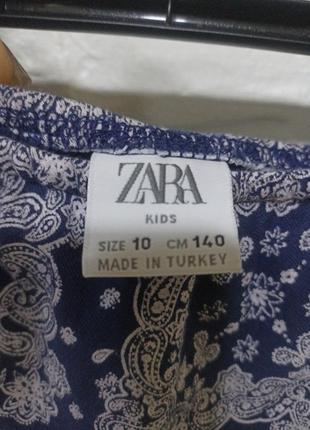 ZARA
KIDS
SIZE 10 CM 140
MADE IN TURKEY